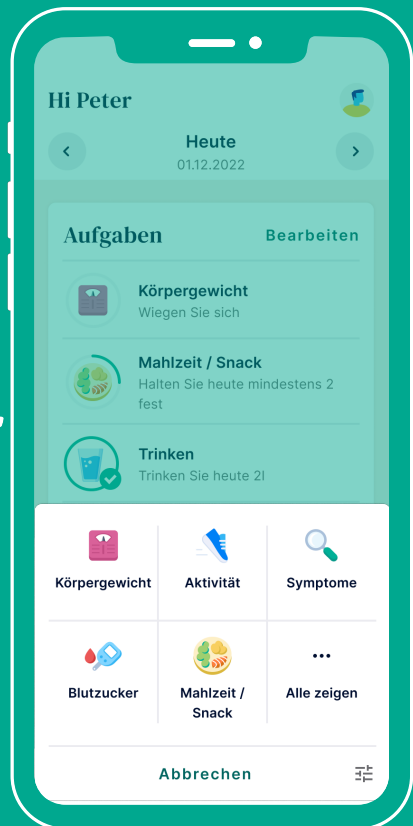 Hi Peter
Heute
01.12.2022
Aufgaben
Bearbeiten
Körpergewicht
Wiegen Sie sich
Mahlzeit / Snack
Halten Sie heute mindestens 2
fest
Trinken
Trinken Sie heute 2l
Körpergewicht
Aktivität
Symptome
Blutzucker
Mahlzeit /
Snack
Alle zeigen
Abbrechen